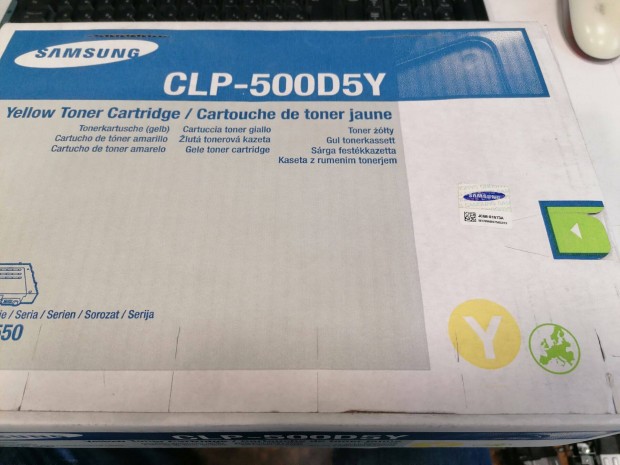 SAMSUNG
CLP-500D5Y
Yellow Toner Cartridge / Cartouche de toner jaune
Tonerkartusche (gelb) Cartuccia toner giallo Toner żółty
Cartucho de tóner amarillo Žlutá tonerová kazeta Gul tonerkassett
Cartucho de toner amarelo Gele toner cartridge Sárga festékkazetta
Kaseta z rumenim tonerjem
SAMSUNG
/ Seria / Serien / Sorozat / Serija
550
Y
SAMSUNG
CLP-500D5Y